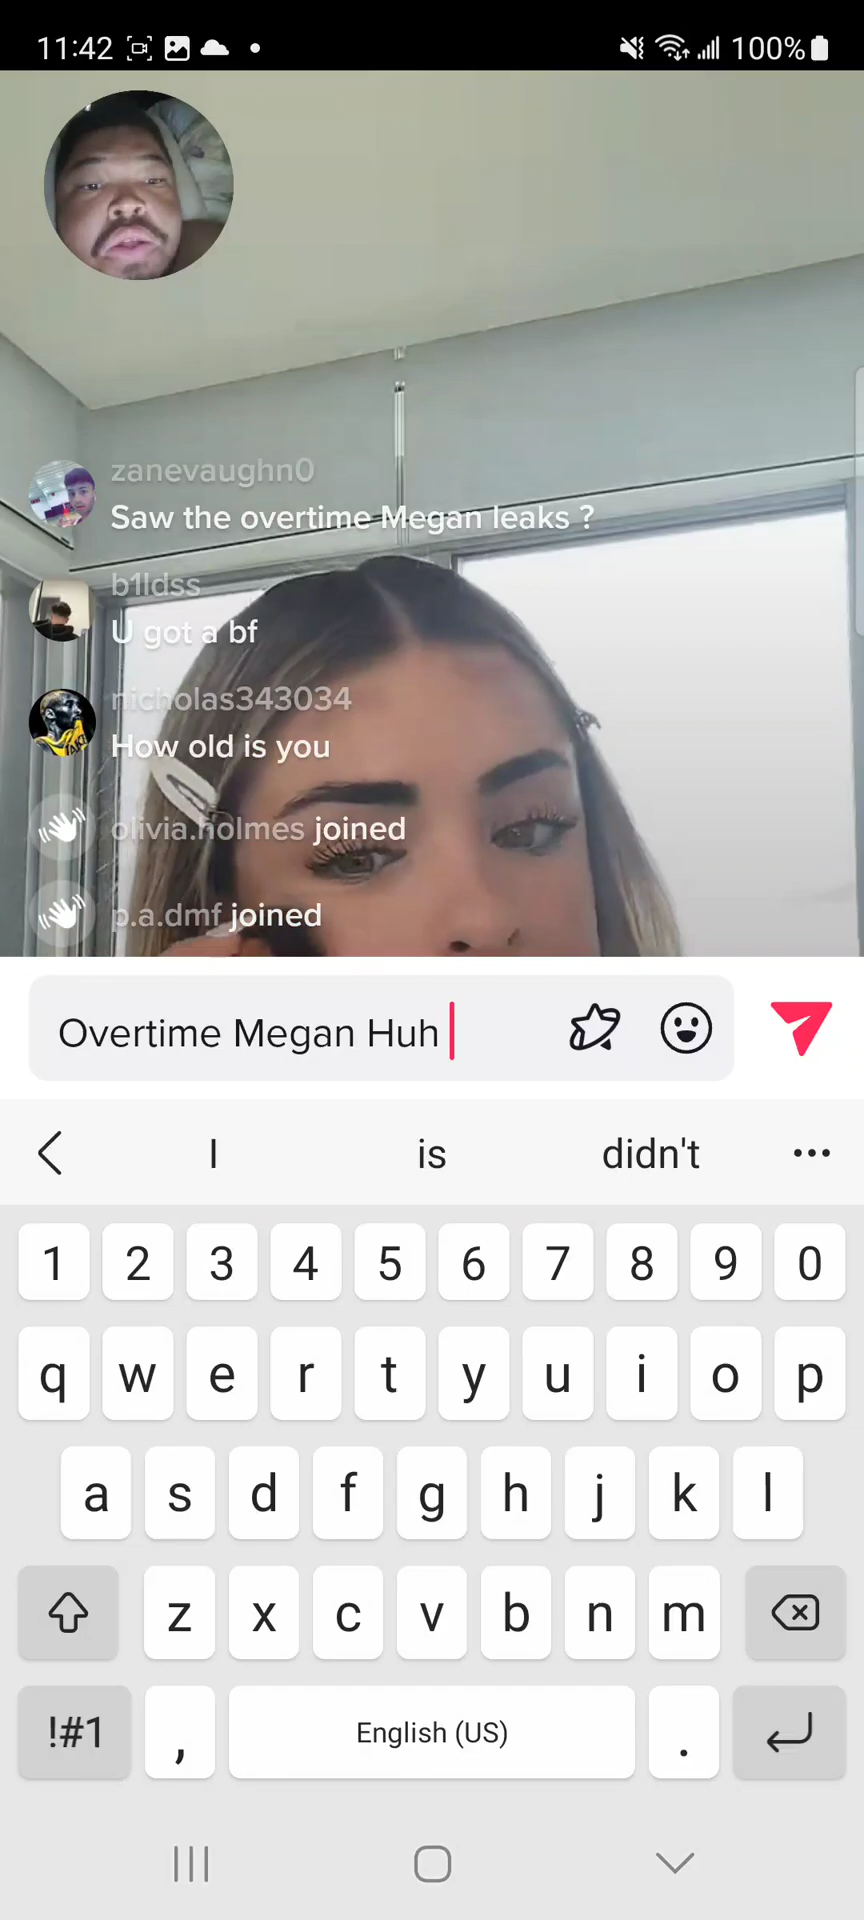 11:42
100%
zanevaughn0
Saw the overtime Megan leaks ?
b1ldss
U got a bf
nicholas343034
How old is you
olivia.holmes joined
p.a.dmf joined
Overtime Megan Huh
I is didn't
1 2 3 4 5 6 7 8 9 0
q w e r t y u i o p
a s d f g h j k l
z x c v b n m
!#1 , English (US) .